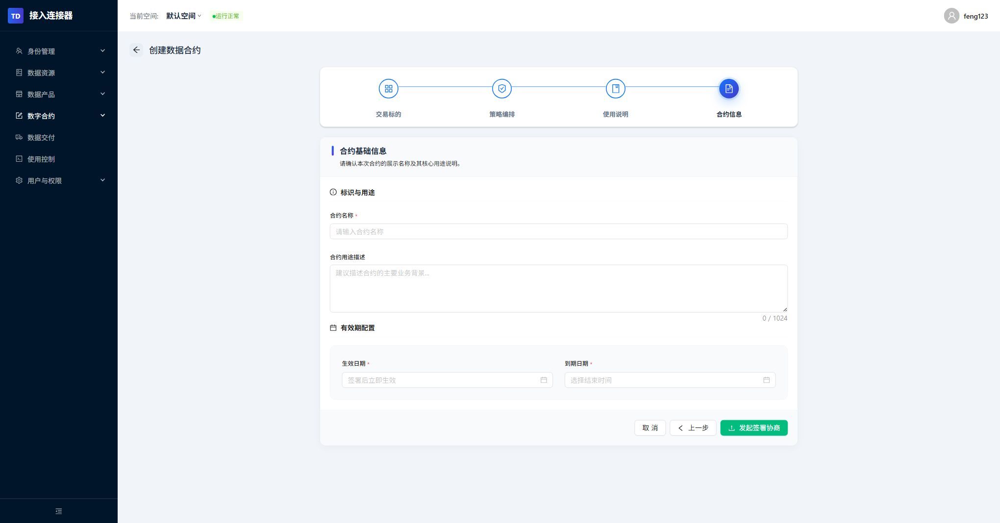 TD 接入连接器
当前空间: 默认空间 运行正常
feng123
身份管理
数据资源
数据产品
数字合约
数据交付
使用控制
用户与权限
创建数据合约
交易标的
策略编排
使用说明
合约信息
合约基础信息
请确认本次合约的展示名称及其核心用途说明。
标识与用途
合约名称 *
请输入合约名称
合约用途描述
建议描述合约的主要业务背景...
0 / 1024
有效期配置
生效日期 *
签署后立即生效
到期日期 *
选择结束时间
取 消
上一步
发起签署协商